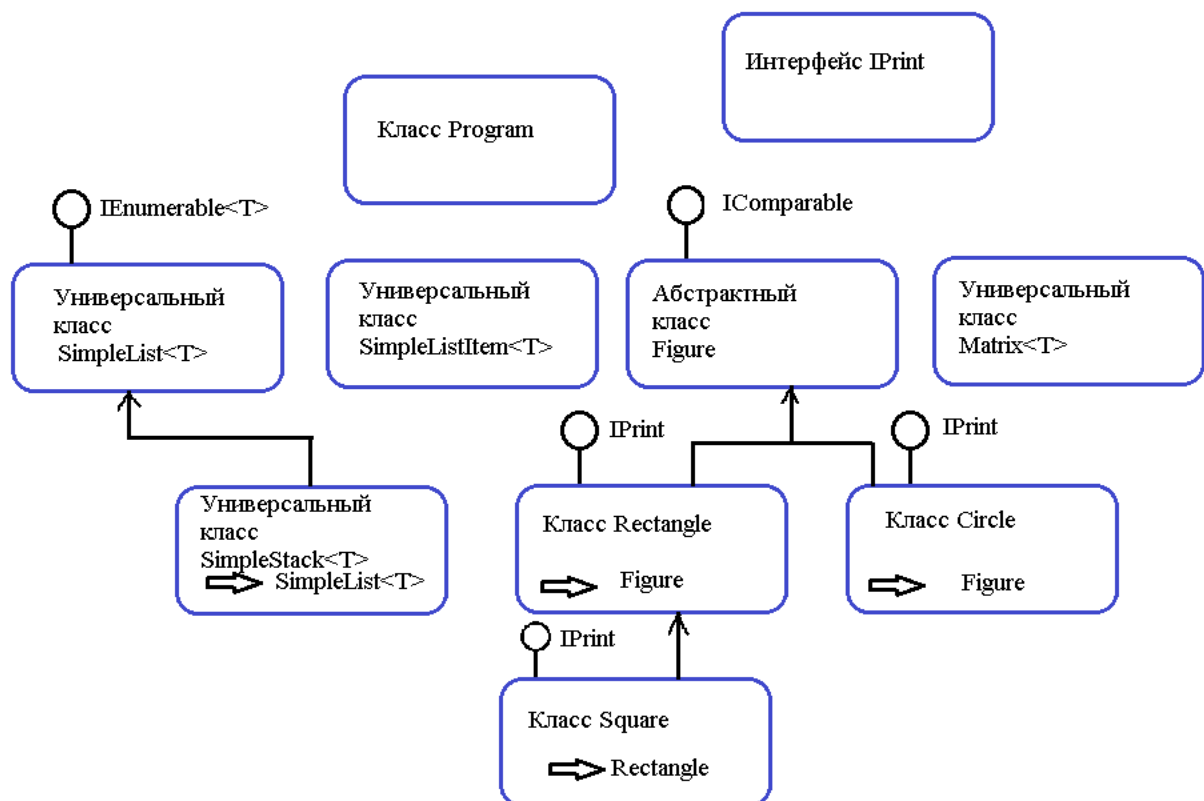 Интерфейс IPrint
Класс Program
IEnumerable<T>
IComparable
Универсальный
класс
SimpleList<T>
Универсальный
класс
SimpleListItem<T>
Абстрактный
класс
Figure
Универсальный
класс
Matrix<T>
IPrint
IPrint
Универсальный
класс
SimpleStack<T>
SimpleList<T>
Класс Rectangle
Figure
Класс Circle
Figure
IPrint
Класс Square
Rectangle